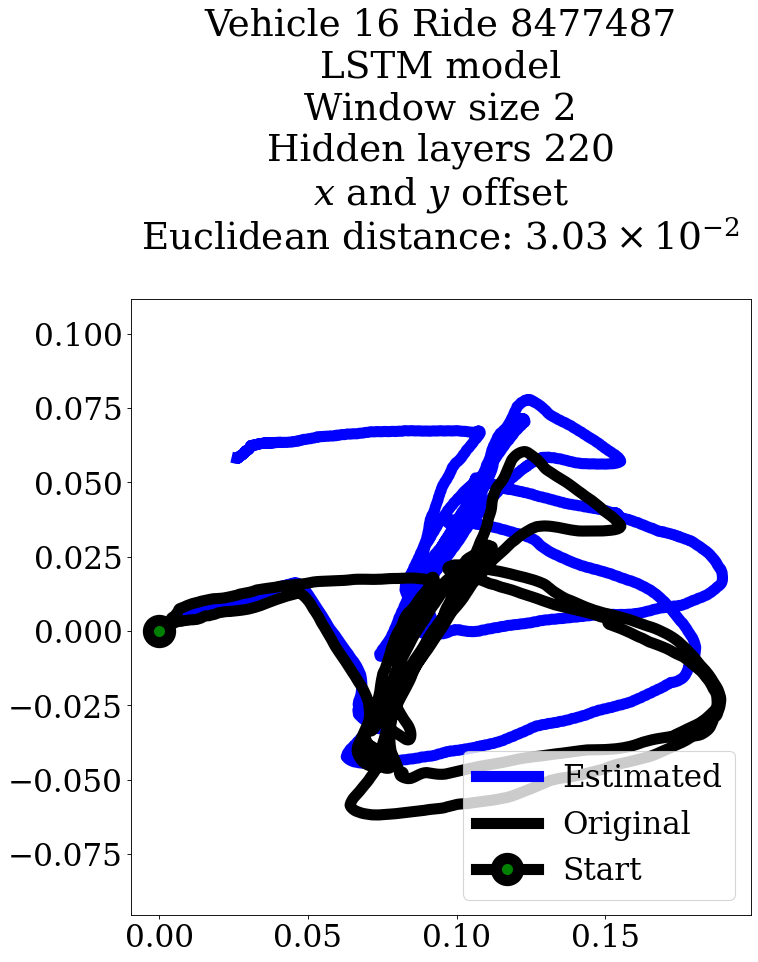 Vehicle 16 Ride 8477487
LSTM model
Window size 2
Hidden layers 220
x and y offset
Euclidean distance: 3.03 × 10⁻²
0.100
0.075
0.050
0.025
0.000
−0.025
−0.050
−0.075
Estimated
Original
Start
0.00 0.05 0.10 0.15